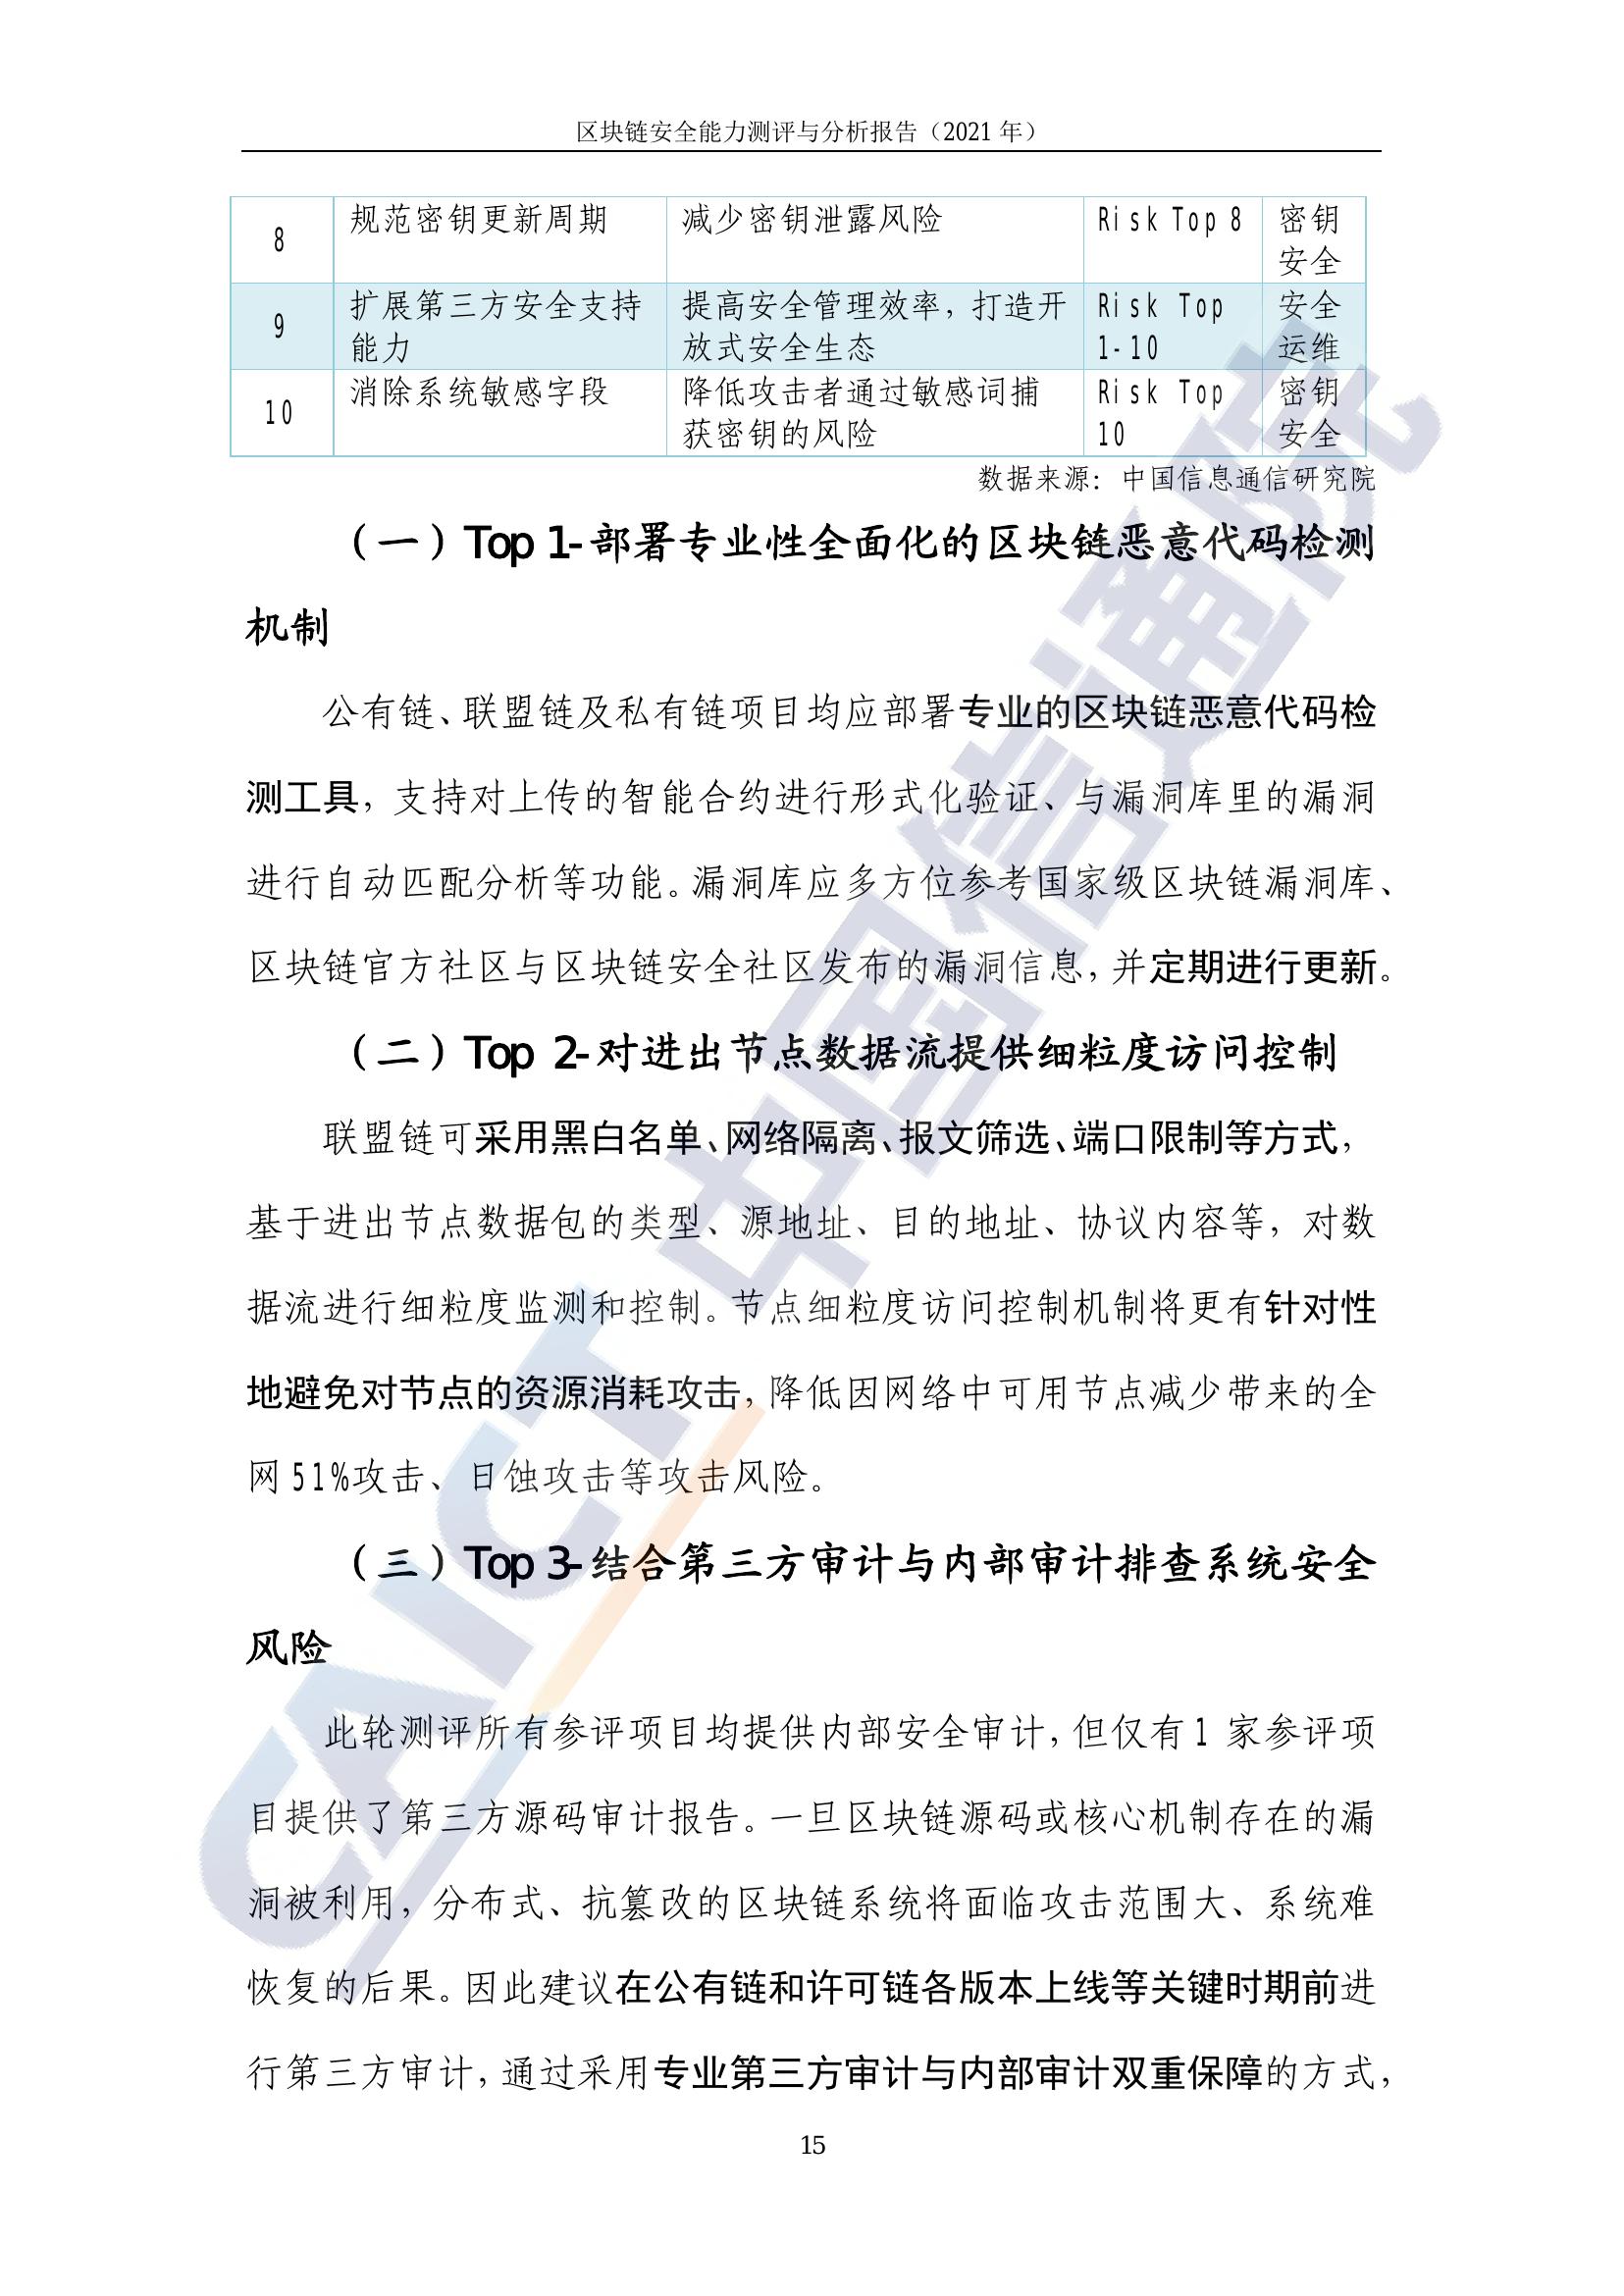 区块链安全能力测评与分析报告（2021 年）
8 规范密钥更新周期 减少密钥泄露风险 Risk Top 8 密钥
安全
9 扩展第三方安全支持 提高安全管理效率，打造开 Risk Top 安全
能力 放式安全生态 1-10 运维
10 消除系统敏感字段 降低攻击者通过敏感词捕 Risk Top 密钥
获密钥的风险 10 安全
数据来源：中国信息通信研究院
（一）Top 1-部署专业性全面化的区块链恶意代码检测
机制
公有链、联盟链及私有链项目均应部署专业的区块链恶意代码检
测工具，支持对上传的智能合约进行形式化验证、与漏洞库里的漏洞
进行自动匹配分析等功能。漏洞库应多方位参考国家级区块链漏洞库、
区块链官方社区与区块链安全社区发布的漏洞信息，并定期进行更新。
（二）Top 2-对进出节点数据流提供细粒度访问控制
联盟链可采用黑白名单、网络隔离、报文筛选、端口限制等方式，
基于进出节点数据包的类型、源地址、目的地址、协议内容等，对数
据流进行细粒度监测和控制。节点细粒度访问控制机制将更有针对性
地避免对节点的资源消耗攻击，降低因网络中可用节点减少带来的全
网 51%攻击、日蚀攻击等攻击风险。
（三）Top 3-结合第三方审计与内部审计排查系统安全
风险
此轮测评所有参评项目均提供内部安全审计，但仅有 1 家参评项
目提供了第三方源码审计报告。一旦区块链源码或核心机制存在的漏
洞被利用，分布式、抗篡改的区块链系统将面临攻击范围大、系统难
恢复的后果。因此建议在公有链和许可链各版本上线等关键时期前进
行第三方审计，通过采用专业第三方审计与内部审计双重保障的方式，
15
CAICT 中国信通院